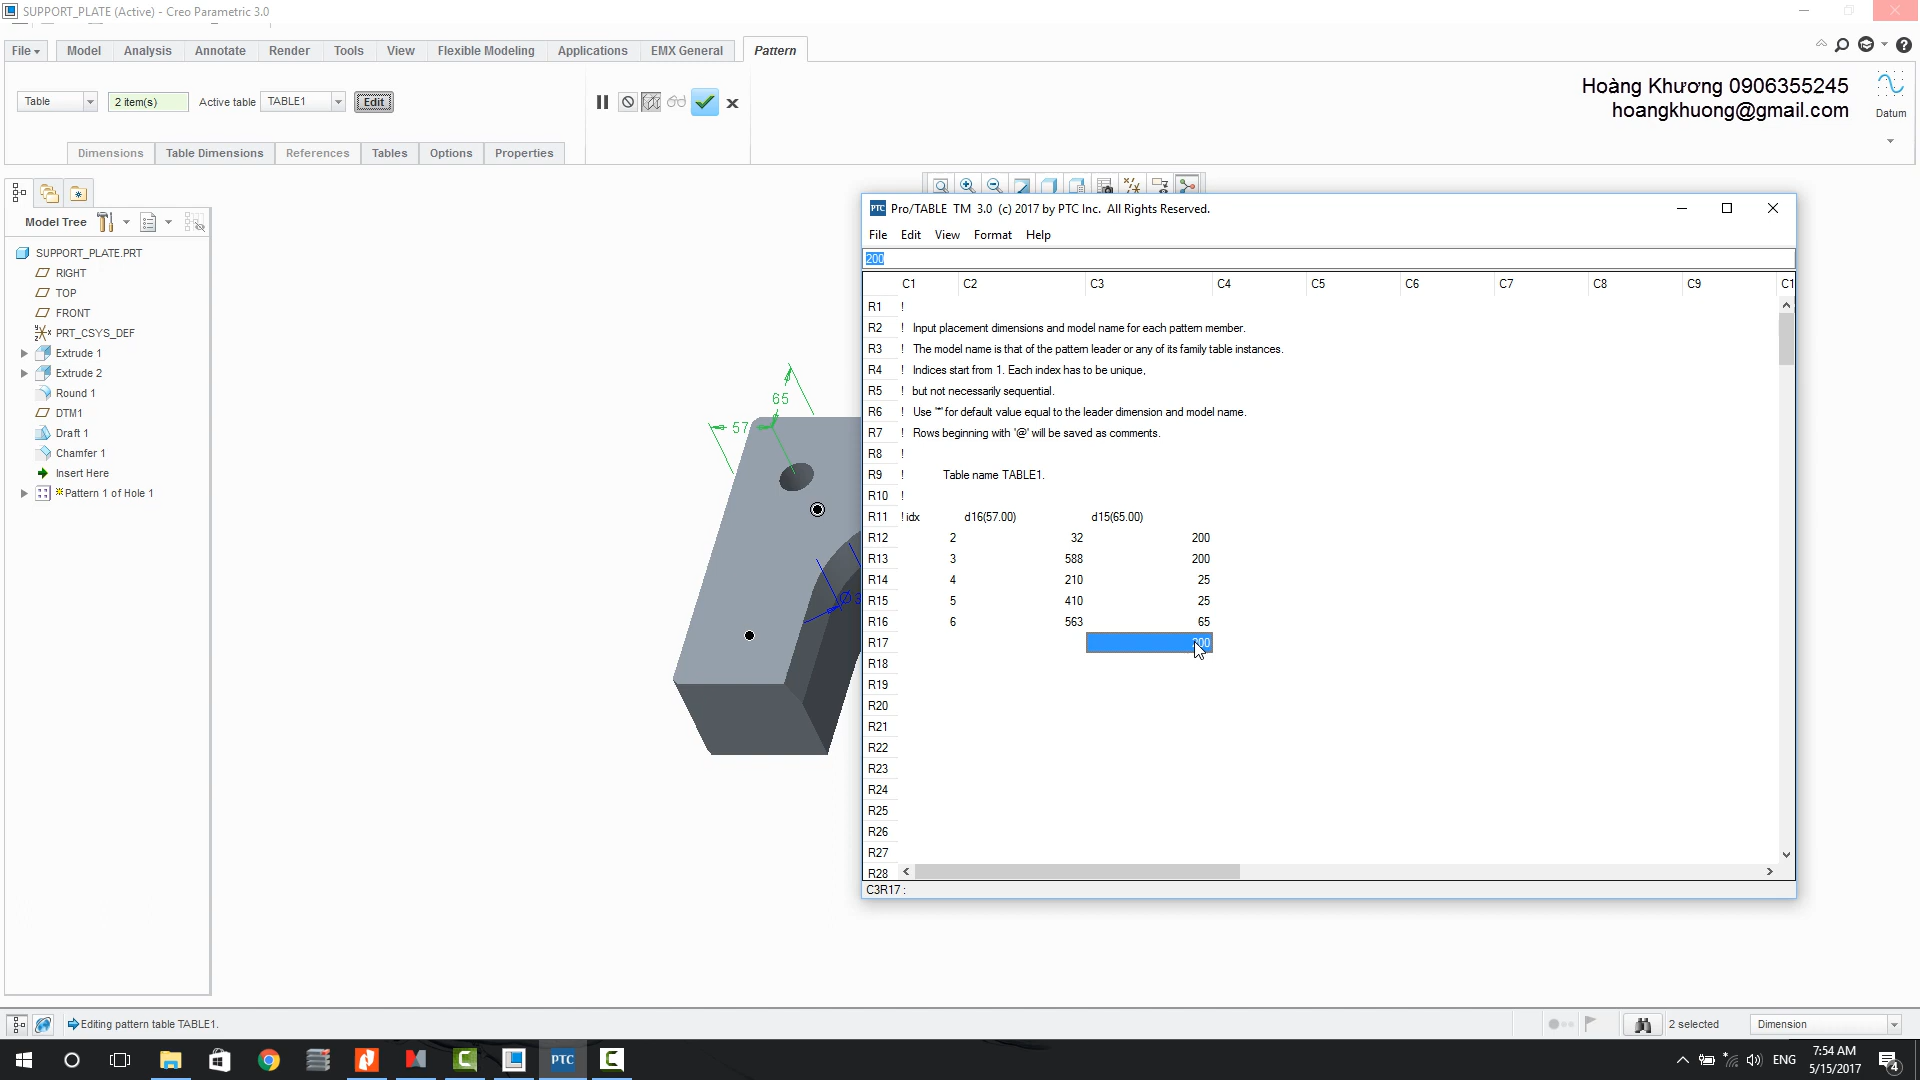 SUPPORT_PLATE (Active) - Creo Parametric 3.0
File Model Analysis Annotate Render Tools View Flexible Modeling Applications EMX General Pattern
Table 2 item(s) Active table TABLE1 Edit
Hoàng Khương 0906355245
hoangkhuong@gmail.com
Datum
Dimensions Table Dimensions References Tables Options Properties
Model Tree
SUPPORT_PLATE.PRT
RIGHT
TOP
FRONT
PRT_CSYS_DEF
Extrude 1
Extrude 2
Round 1
DTM1
Draft 1
Chamfer 1
Insert Here
Pattern 1 of Hole 1
65
57
PTC Pro/TABLE TM 3.0 (c) 2017 by PTC Inc. All Rights Reserved.
File Edit View Format Help
200
C1 C2 C3 C4 C5 C6 C7 C8 C9 C1
R1 !
R2 ! Input placement dimensions and model name for each pattern member.
R3 ! The model name is that of the pattern leader or any of its family table instances.
R4 ! Indices start from 1. Each index has to be unique,
R5 ! but not necessarily sequential.
R6 ! Use '*' for default value equal to the leader dimension and model name.
R7 ! Rows beginning with '@' will be saved as comments.
R8 !
R9 ! Table name TABLE1.
R10 !
R11 ! idx d16(57.00) d15(65.00)
R12 2 32 200
R13 3 588 200
R14 4 210 25
R15 5 410 25
R16 6 563 65
R17 200
R18
R19
R20
R21
R22
R23
R24
R25
R26
R27
R28
C3R17 :
Editing pattern table TABLE1.
2 selected Dimension
PTC
ENG
7:54 AM
5/15/2017
4